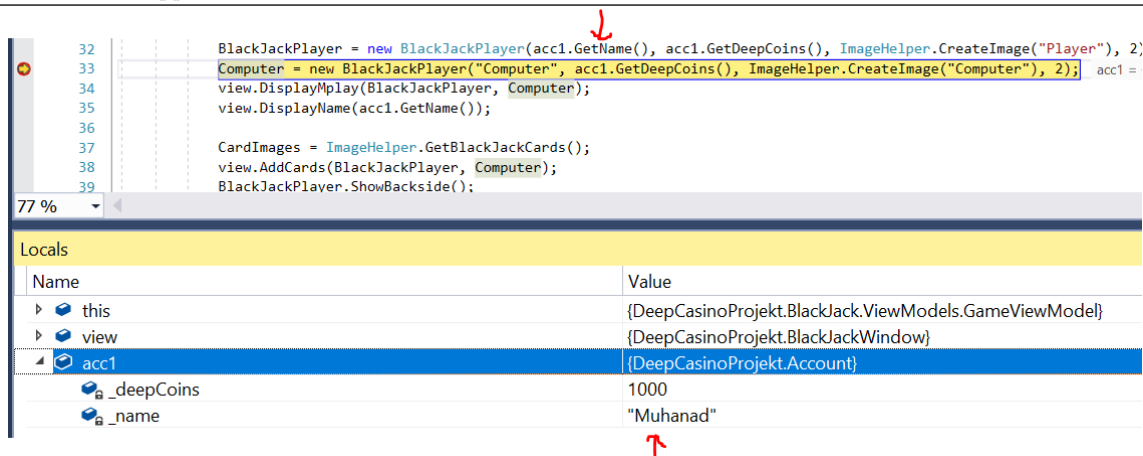 32 BlackJackPlayer = new BlackJackPlayer(acc1.GetName(), acc1.GetDeepCoins(), ImageHelper.CreateImage("Player"), 2)
33 Computer = new BlackJackPlayer("Computer", acc1.GetDeepCoins(), ImageHelper.CreateImage("Computer"), 2); acc1 =
34 view.DisplayMplay(BlackJackPlayer, Computer);
35 view.DisplayName(acc1.GetName());
36
37 CardImages = ImageHelper.GetBlackJackCards();
38 view.AddCards(BlackJackPlayer, Computer);
39 BlackJackPlayer.ShowBackside();
77 %
Locals
Name Value
this {DeepCasinoProjekt.BlackJack.ViewModels.GameViewModel}
view {DeepCasinoProjekt.BlackJackWindow}
acc1 {DeepCasinoProjekt.Account}
_deepCoins 1000
_name "Muhanad"